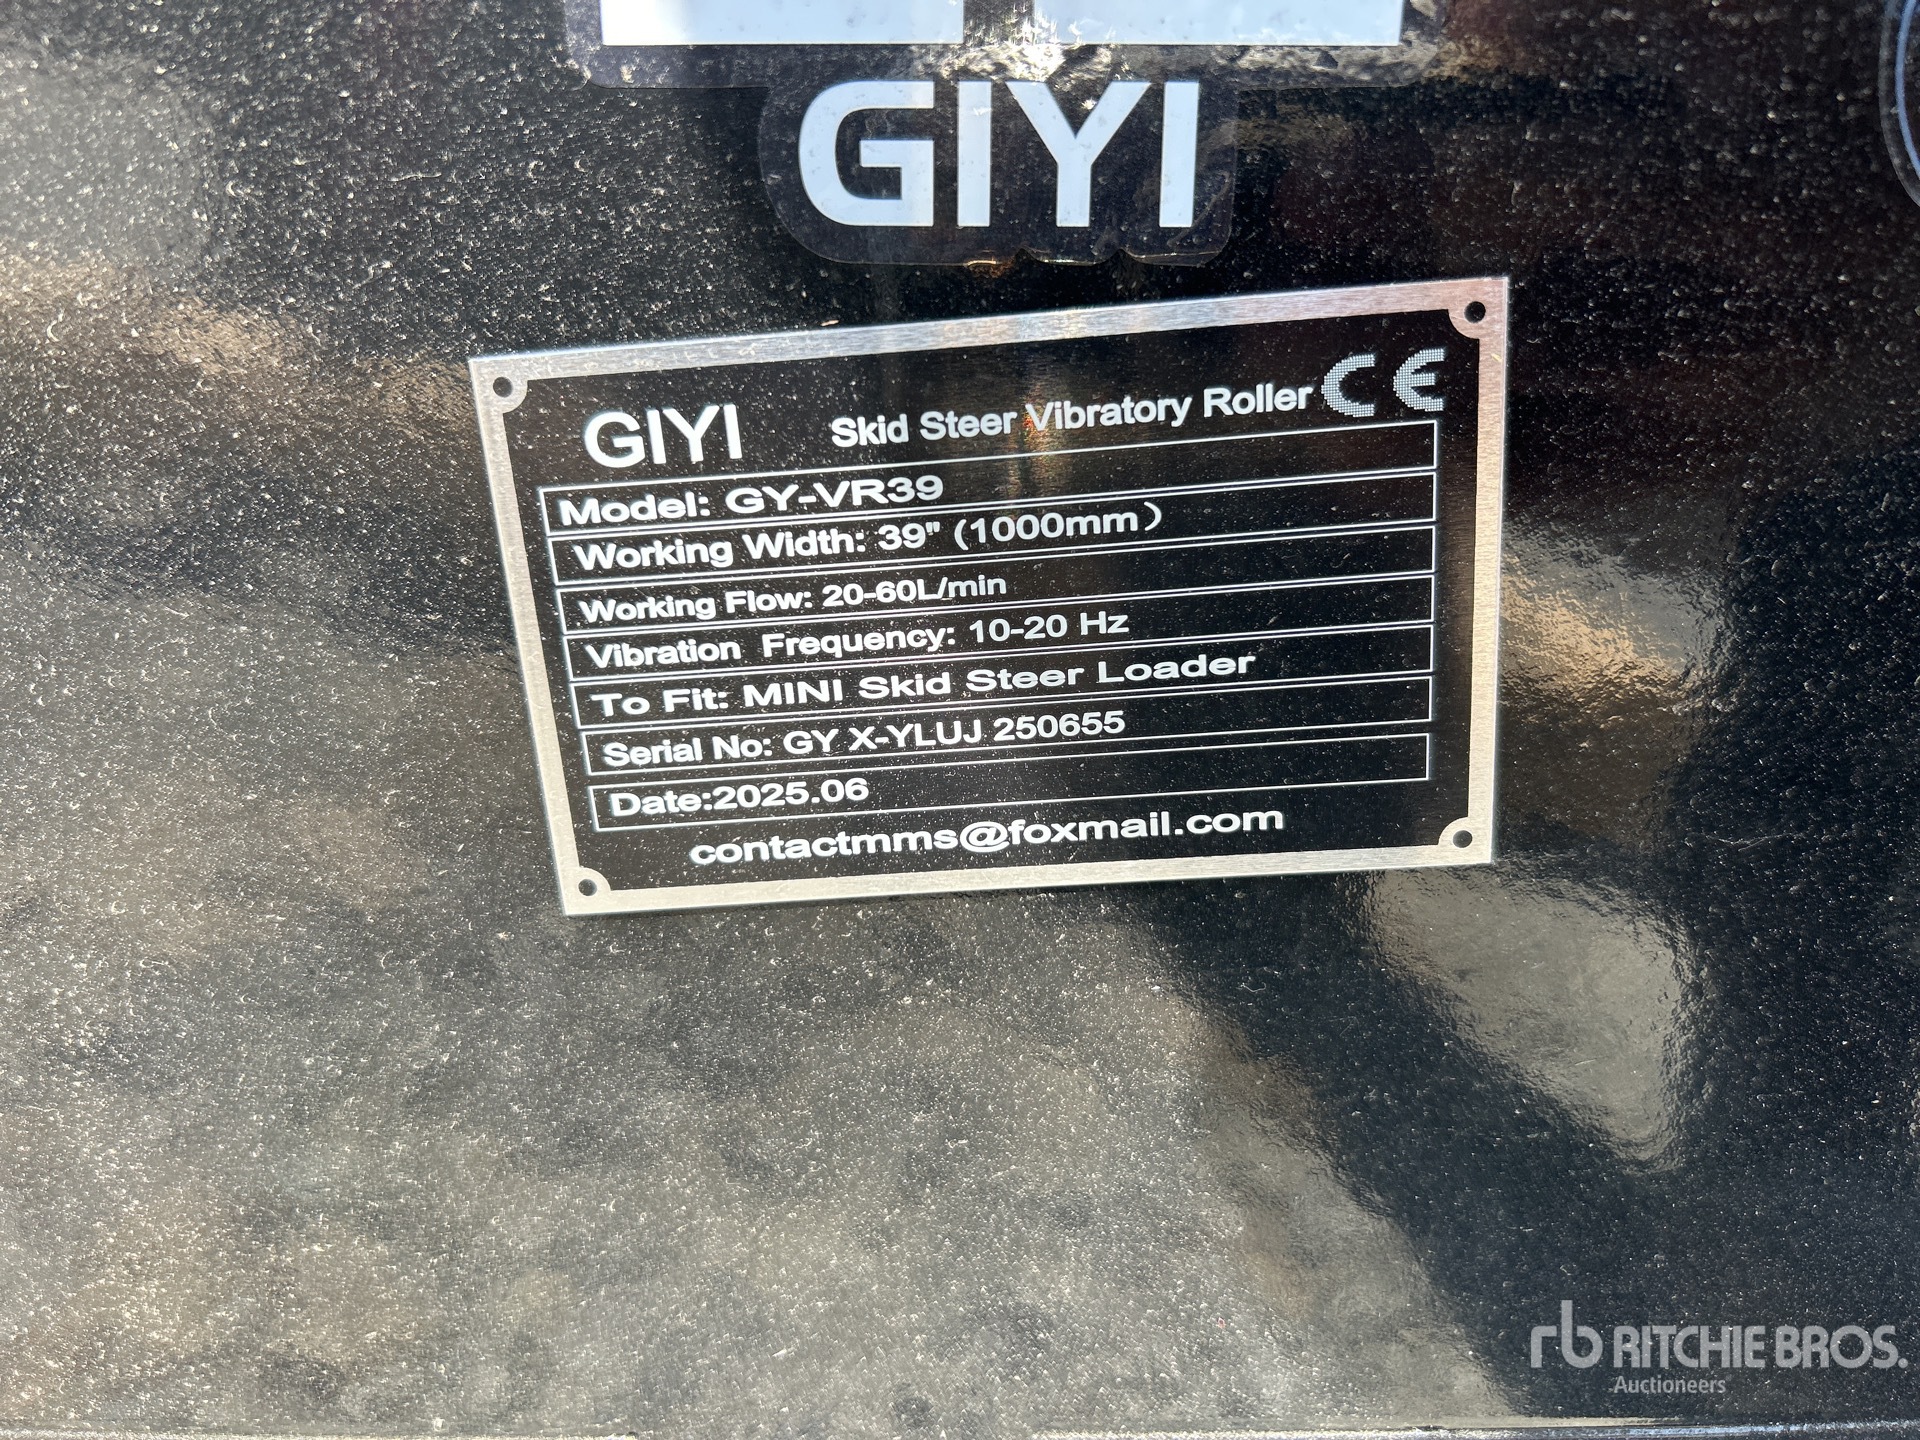 GIYI
GIYI Skid Steer Vibratory Roller CE
Model: GY-VR39
Working Width: 39" (1000mm）
Working Flow: 20-60L/min
Vibration Frequency: 10-20 Hz
To Fit: MINI Skid Steer Loader
Serial No: GY X-YLUJ 250655
Date:2025.06
contactmms@foxmail.com
rb RITCHIE BROS.
Auctioneers